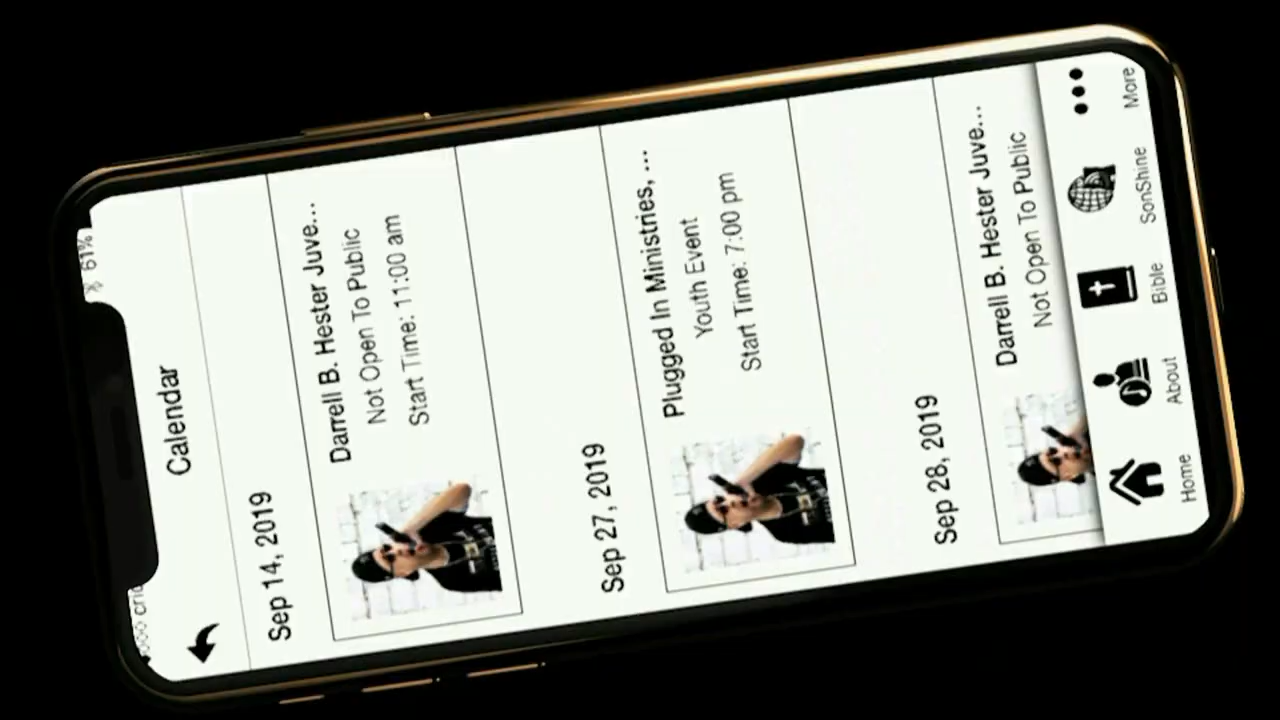 61%
Calendar
Sep 14, 2019
Darrell B. Hester Juve...
Not Open To Public
Start Time: 11:00 am
Sep 27, 2019
Plugged In Ministries, ...
Youth Event
Start Time: 7:00 pm
Sep 28, 2019
Darrell B. Hester Juve...
Not Open To Public
Home
About
Bible
SonShine
More